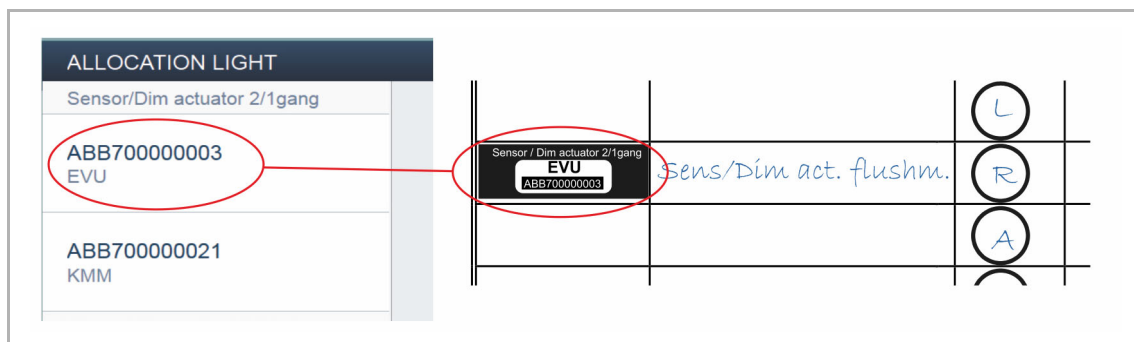 ALLOCATION LIGHT
Sensor/Dim actuator 2/1gang
ABB700000003
EVU
ABB700000021
KMM
L
Sensor / Dim actuator 2/1gang
EVU
ABB700000003
Sens/Dim act. flushm.
R
A